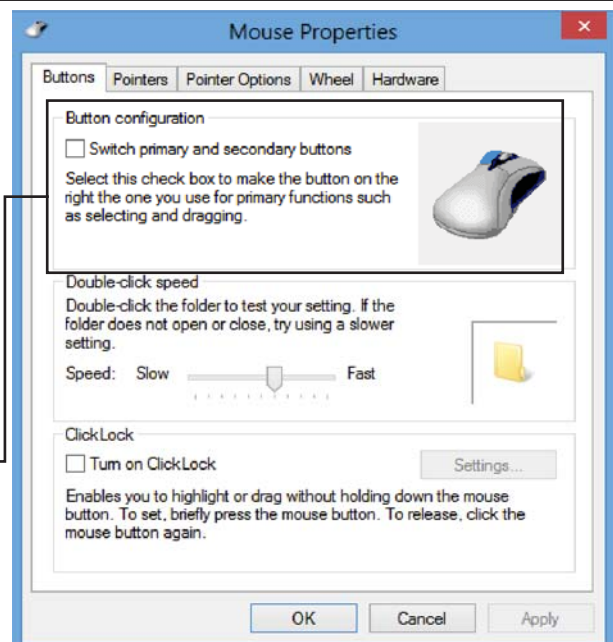 Mouse Properties
Buttons Pointers Pointer Options Wheel Hardware
Button configuration
Switch primary and secondary buttons
Select this check box to make the button on the
right the one you use for primary functions such
as selecting and dragging.
Double-click speed
Double-click the folder to test your setting. If the
folder does not open or close, try using a slower
setting.
Speed: Slow Fast
ClickLock
Turn on ClickLock
Settings...
Enables you to highlight or drag without holding down the mouse
button. To set, briefly press the mouse button. To release, click the
mouse button again.
OK Cancel Apply